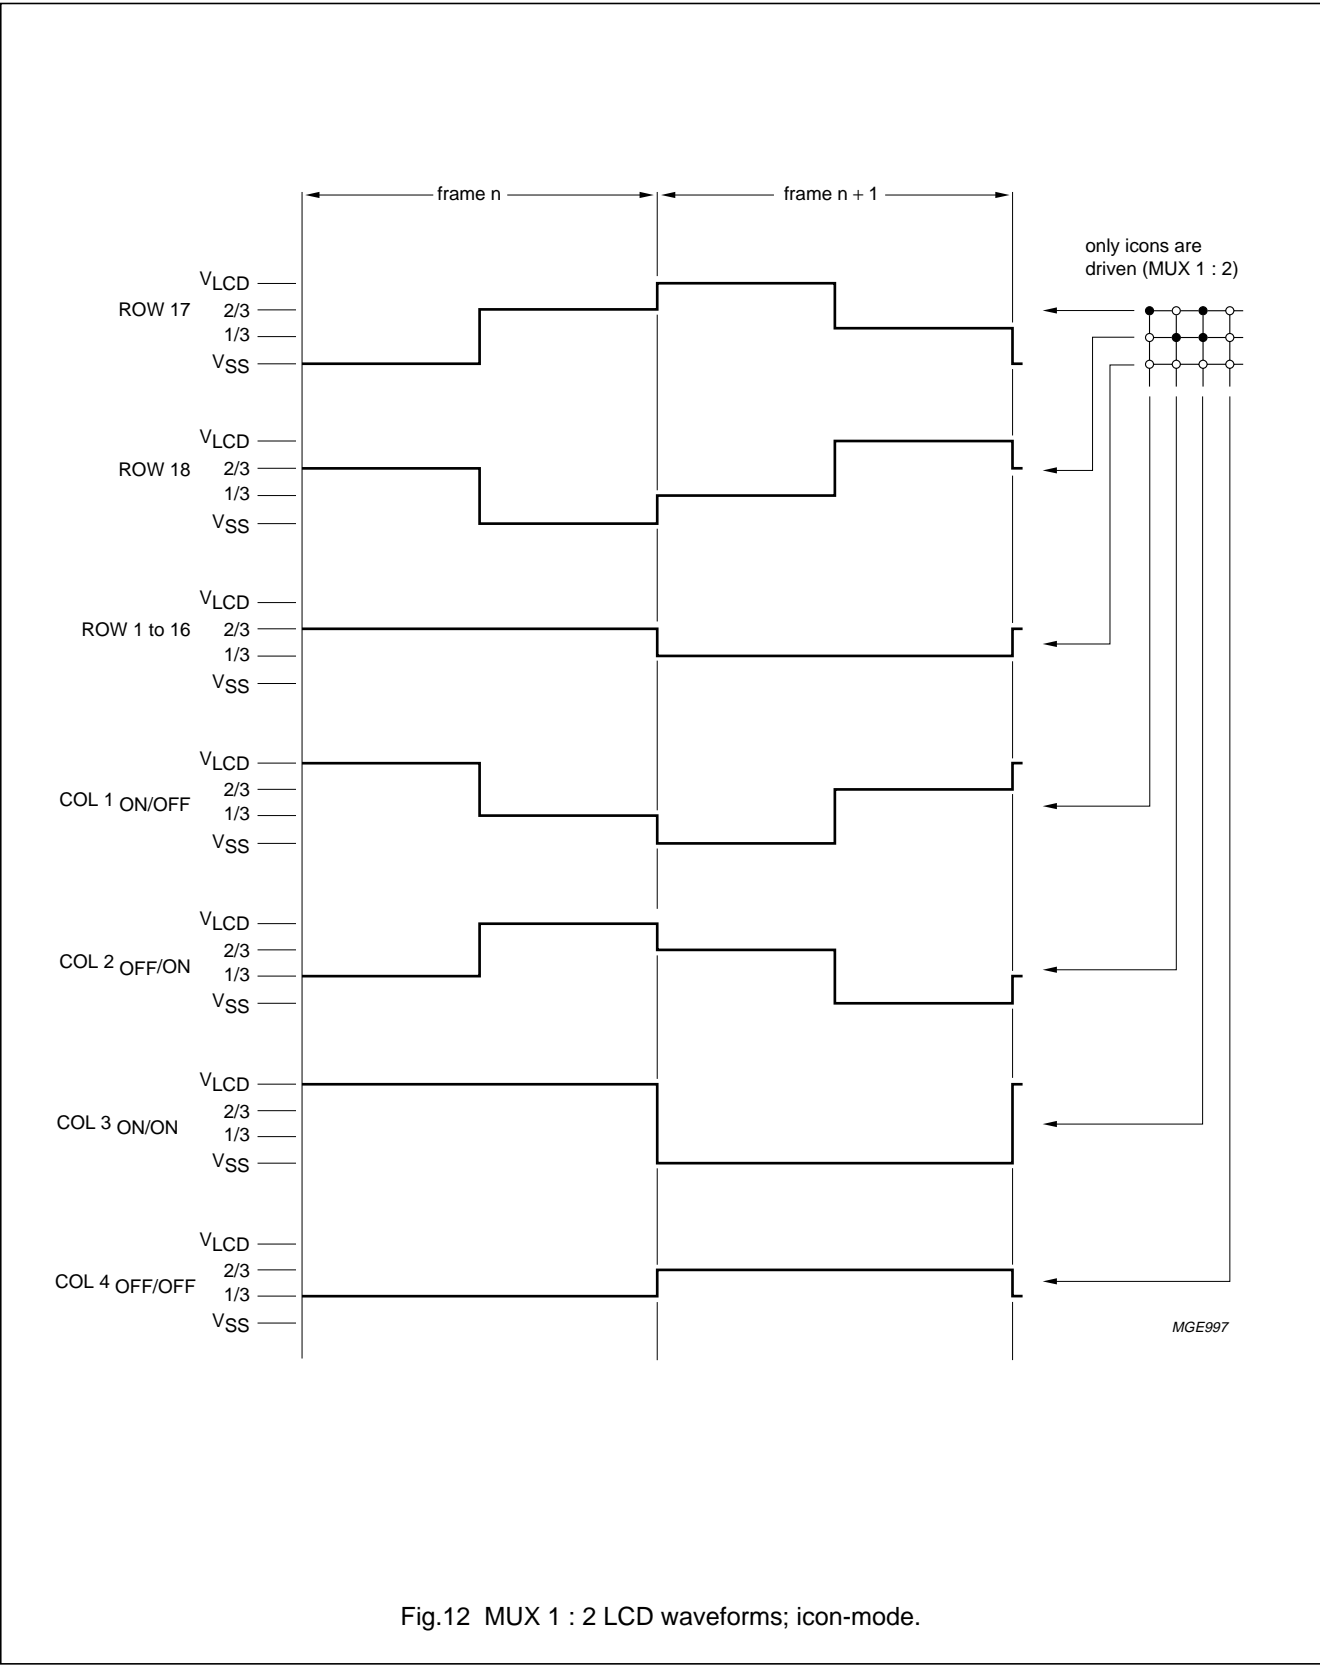 frame n
frame n + 1
only icons are
driven (MUX 1 : 2)
VLCD
ROW 17 2/3
1/3
VSS
VLCD
ROW 18 2/3
1/3
VSS
VLCD
ROW 1 to 16 2/3
1/3
VSS
VLCD
2/3
COL 1 ON/OFF
1/3
VSS
VLCD
2/3
COL 2 OFF/ON
1/3
VSS
VLCD
2/3
COL 3 ON/ON
1/3
VSS
VLCD
2/3
COL 4 OFF/OFF
1/3
VSS
MGE997
Fig.12 MUX 1 : 2 LCD waveforms; icon-mode.